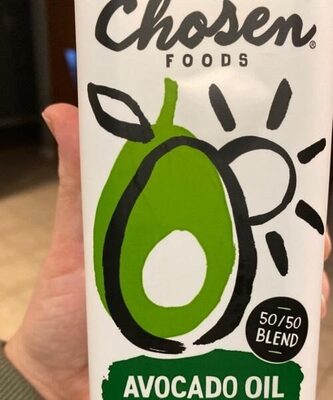 Chosen®
FOODS
50/50
BLEND
AVOCADO OIL